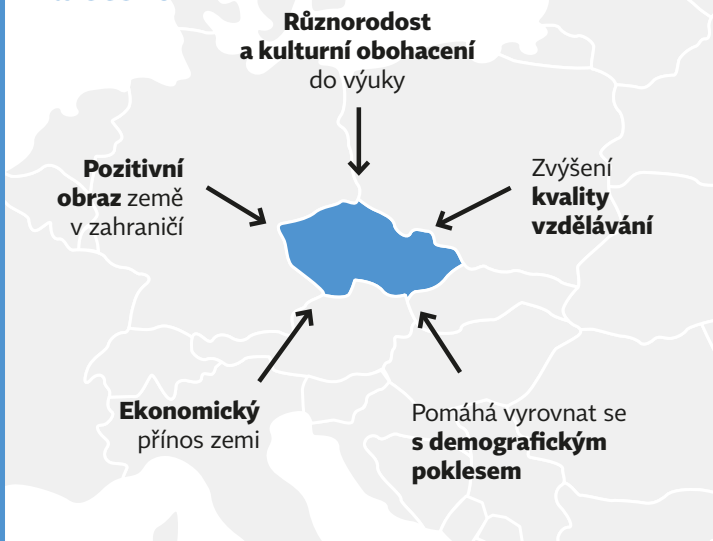 Různorodost
a kulturní obohacení
do výuky
Pozitivní
obraz země
v zahraničí
Zvýšení
kvality
vzdělávání
Ekonomický
přínos zemi
Pomáhá vyrovnat se
s demografickým
poklesem